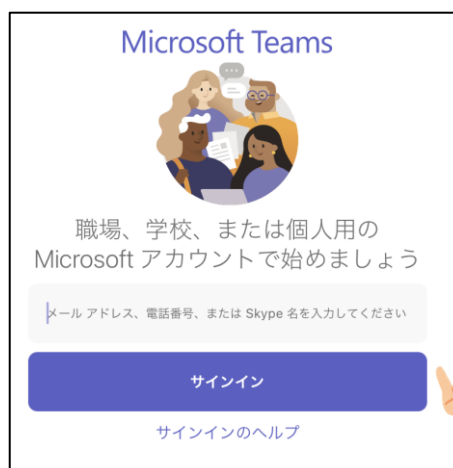 Microsoft Teams
職場、学校、または個人用の
Microsoft アカウントで始めましょう
メール アドレス、電話番号、または Skype 名を入力してください
サインイン
サインインのヘルプ